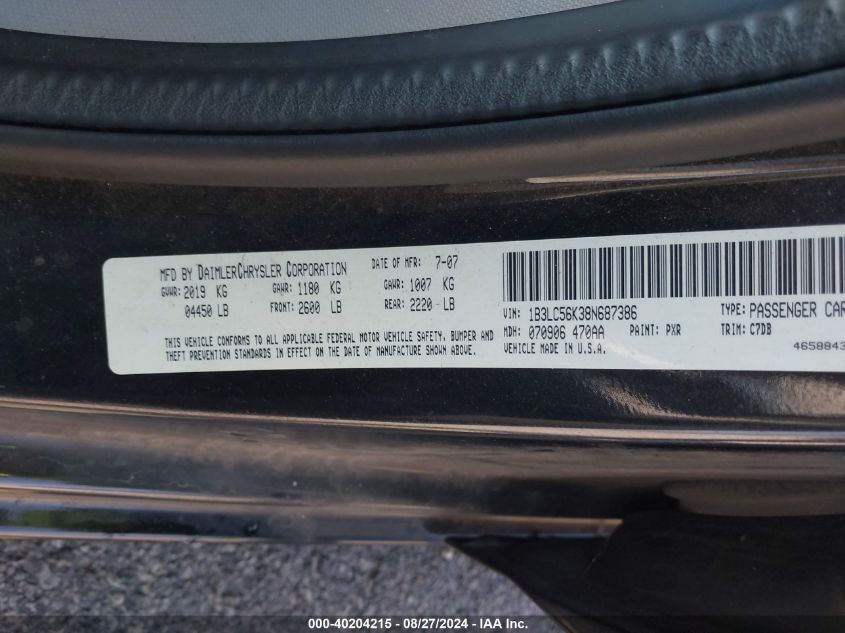 MFD BY DAIMLERCHRYSLER CORPORATION DATE OF MFR: 7-07
GVWR: 2019 KG GAWR: 1180 KG GAWR: 1007 KG
04450 LB FRONT: 2600 LB REAR: 2220 LB
THIS VEHICLE CONFORMS TO ALL APPLICABLE FEDERAL MOTOR VEHICLE SAFETY, BUMPER AND
THEFT PREVENTION STANDARDS IN EFFECT ON THE DATE OF MANUFACTURE SHOWN ABOVE.
VIN: 1B3LC56K38N687386 TYPE: PASSENGER CAR
MDH: 070906 470AA PAINT: PXR TRIM: C7DB
VEHICLE MADE IN U.S.A. 4658843
000-40204215 - 08/27/2024 - IAA Inc.